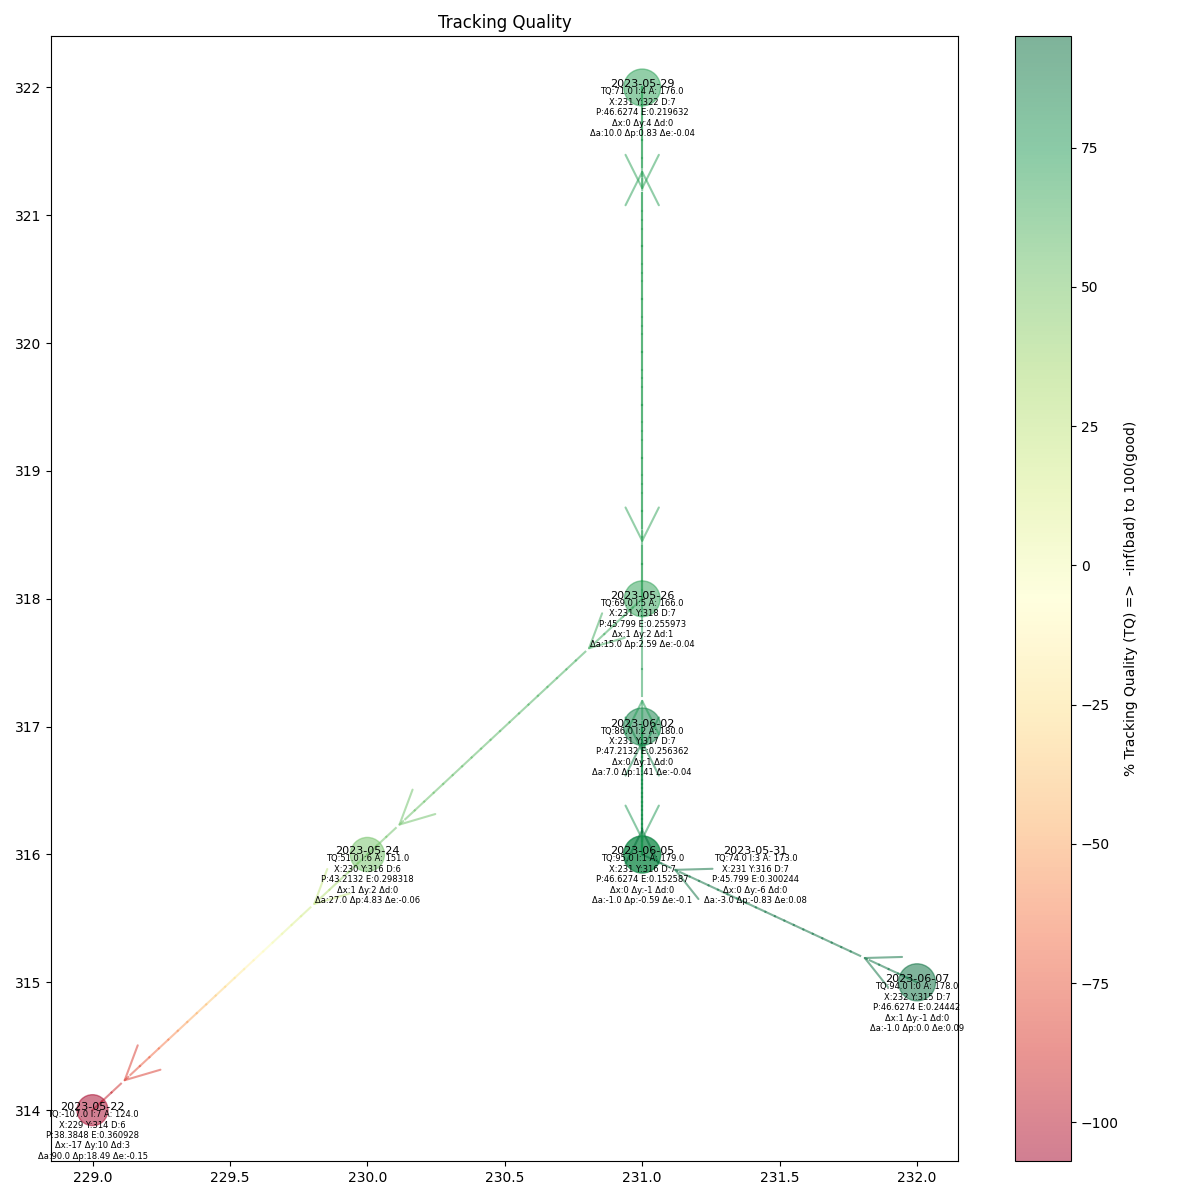 Tracking Quality
322
321
320
319
318
317
316
315
314
229.0
229.5
230.0
230.5
231.0
231.5
232.0
2023-05-29
TQ:71.0 I:4 A: 176.0
X:231 Y:322 D:7
P:46.6274 E:0.219632
Δx:0 Δy:4 Δd:0
Δa:10.0 Δp:0.83 Δe:-0.04
2023-05-26
TQ:69.0 I:5 A: 166.0
X:231 Y:318 D:7
P:45.799 E:0.255973
Δx:1 Δy:2 Δd:1
Δa:15.0 Δp:2.59 Δe:-0.04
2023-06-02
TQ:86.0 I:2 A: 180.0
X:231 Y:317 D:7
P:47.2132 E:0.256362
Δx:0 Δy:1 Δd:0
Δa:7.0 Δp:1.41 Δe:-0.04
2023-05-24
TQ:51.0 I:6 A: 151.0
X:230 Y:316 D:6
P:43.2132 E:0.298318
Δx:1 Δy:2 Δd:0
Δa:27.0 Δp:4.83 Δe:-0.06
2023-06-05
TQ:95.0 I:1 A: 179.0
X:231 Y:316 D:7
P:46.6274 E:0.152587
Δx:0 Δy:-1 Δd:0
Δa:-1.0 Δp:-0.59 Δe:-0.1
2023-05-31
TQ:74.0 I:3 A: 173.0
X:231 Y:316 D:7
P:45.799 E:0.300244
Δx:0 Δy:-6 Δd:0
Δa:-3.0 Δp:-0.83 Δe:0.08
2023-06-07
TQ:94.0 I:0 A: 178.0
X:232 Y:315 D:7
P:46.6274 E:0.24442
Δx:1 Δy:-1 Δd:0
Δa:-1.0 Δp:0.0 Δe:0.09
2023-05-22
TQ:-107.0 I:7 A: 124.0
X:229 Y:314 D:6
P:38.3848 E:0.360928
Δx:-17 Δy:10 Δd:3
Δa:90.0 Δp:18.49 Δe:-0.15
75
50
25
0
−25
−50
−75
−100
% Tracking Quality (TQ) => -inf(bad) to 100(good)